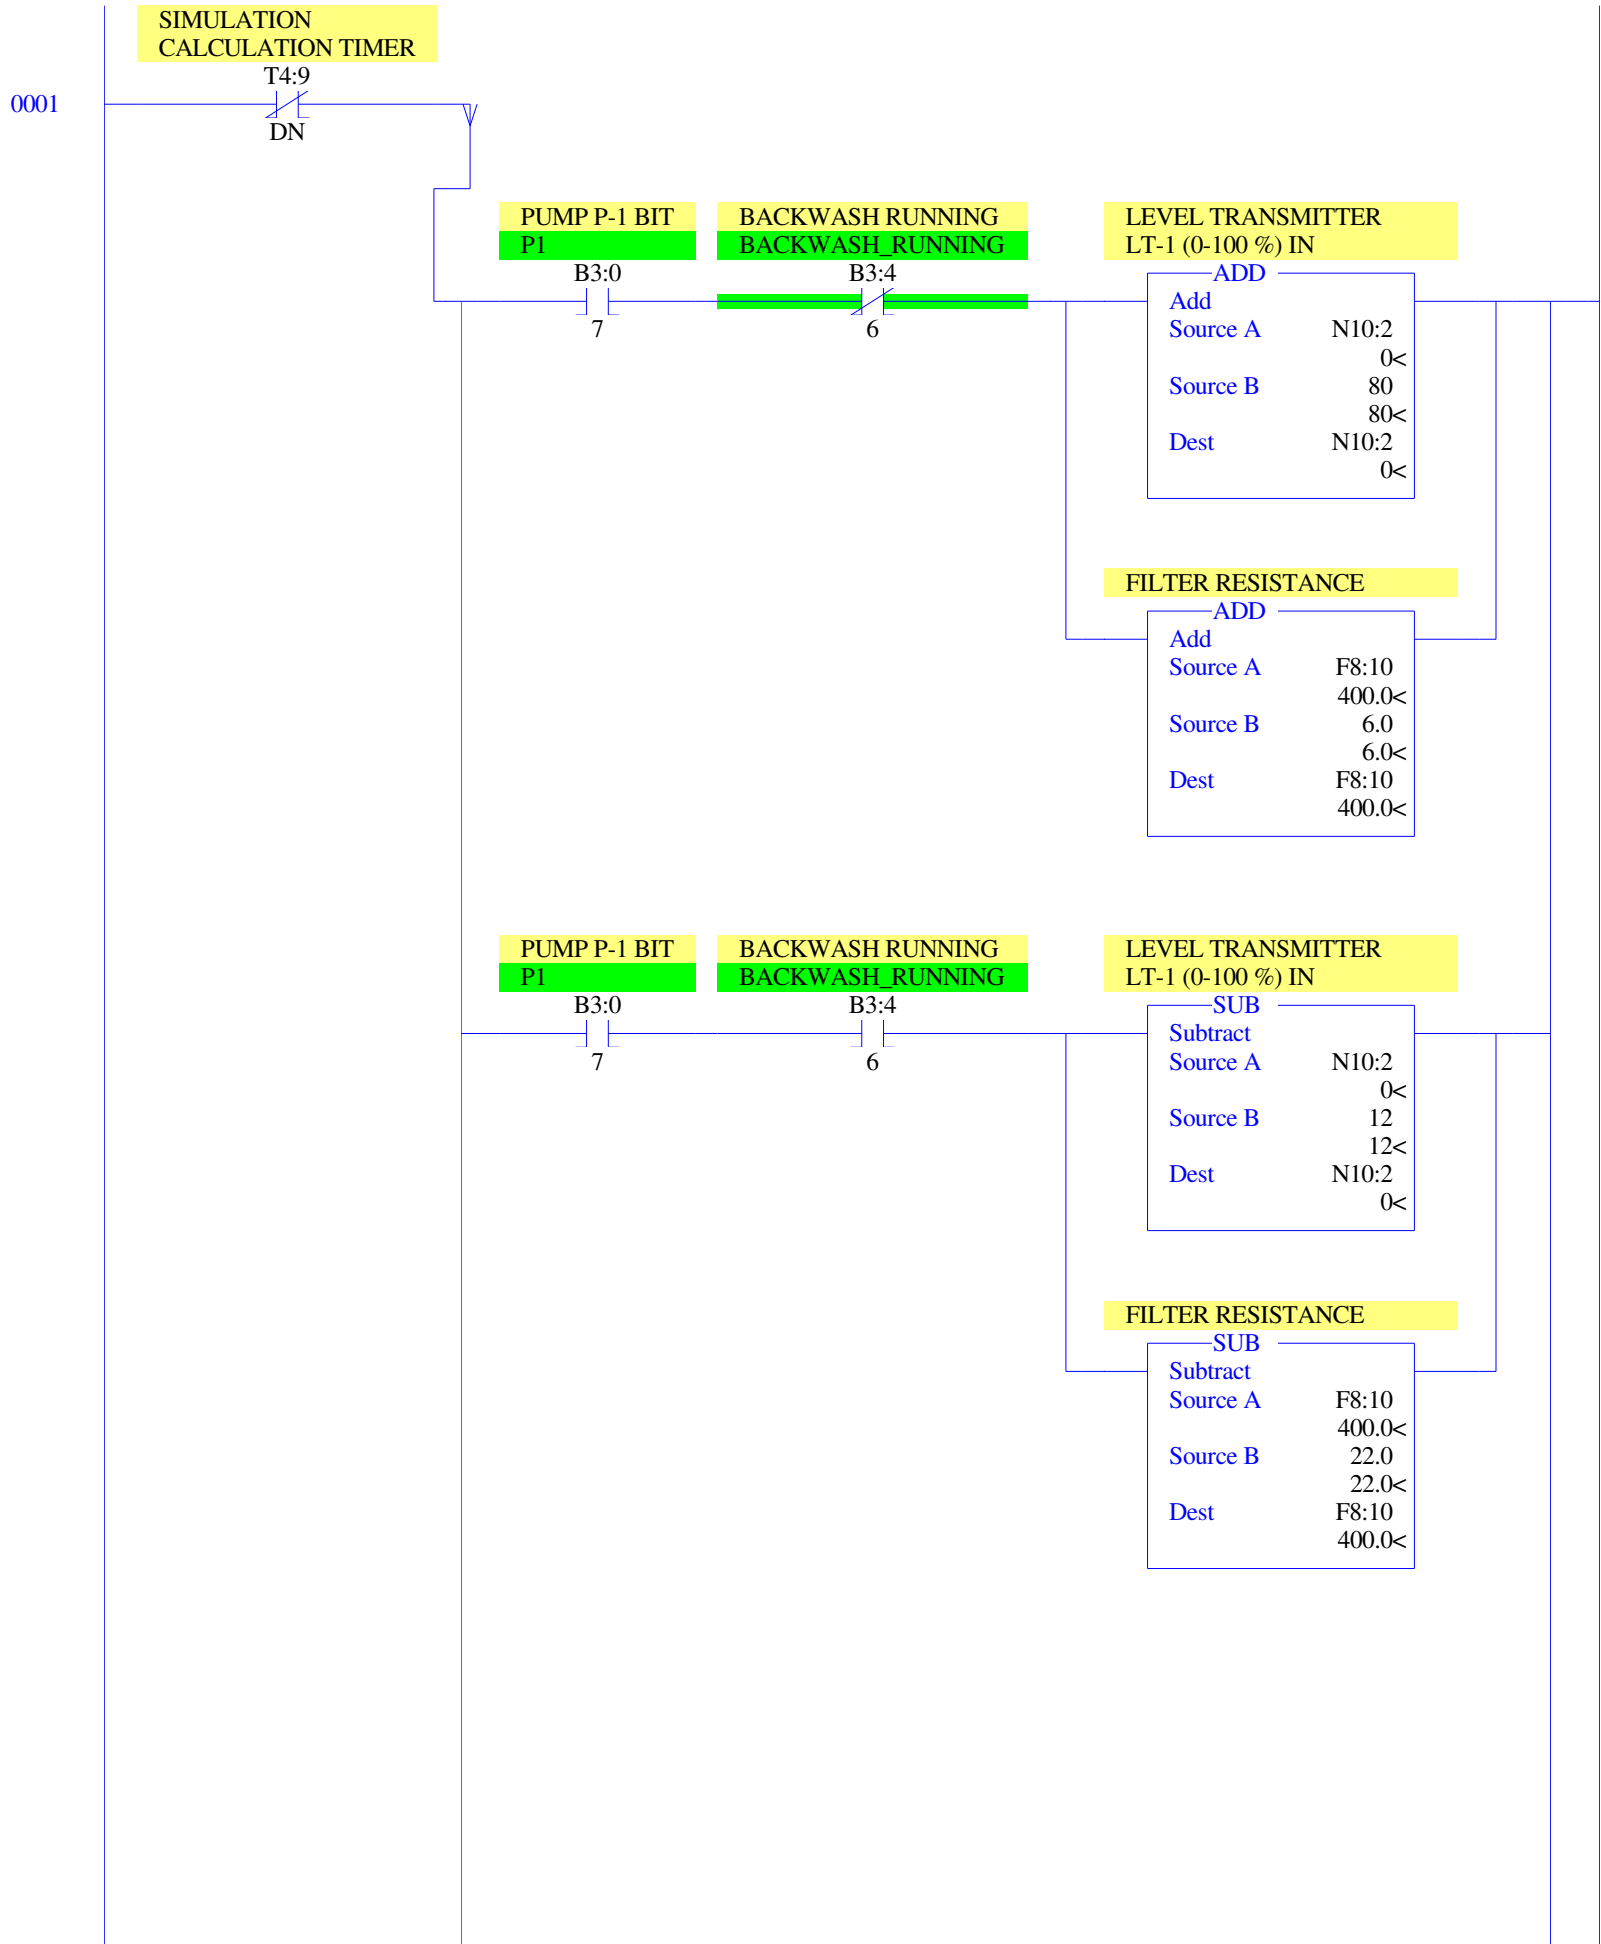 SIMULATION
CALCULATION TIMER
T4:9
0001
DN
PUMP P-1 BIT
P1
B3:0
7
BACKWASH RUNNING
BACKWASH_RUNNING
B3:4
6
LEVEL TRANSMITTER
LT-1 (0-100 %) IN
ADD
Add
Source A N10:2
0<
Source B 80
80<
Dest N10:2
0<
FILTER RESISTANCE
ADD
Add
Source A F8:10
400.0<
Source B 6.0
6.0<
Dest F8:10
400.0<
PUMP P-1 BIT
P1
B3:0
7
BACKWASH RUNNING
BACKWASH_RUNNING
B3:4
6
LEVEL TRANSMITTER
LT-1 (0-100 %) IN
SUB
Subtract
Source A N10:2
0<
Source B 12
12<
Dest N10:2
0<
FILTER RESISTANCE
SUB
Subtract
Source A F8:10
400.0<
Source B 22.0
22.0<
Dest F8:10
400.0<